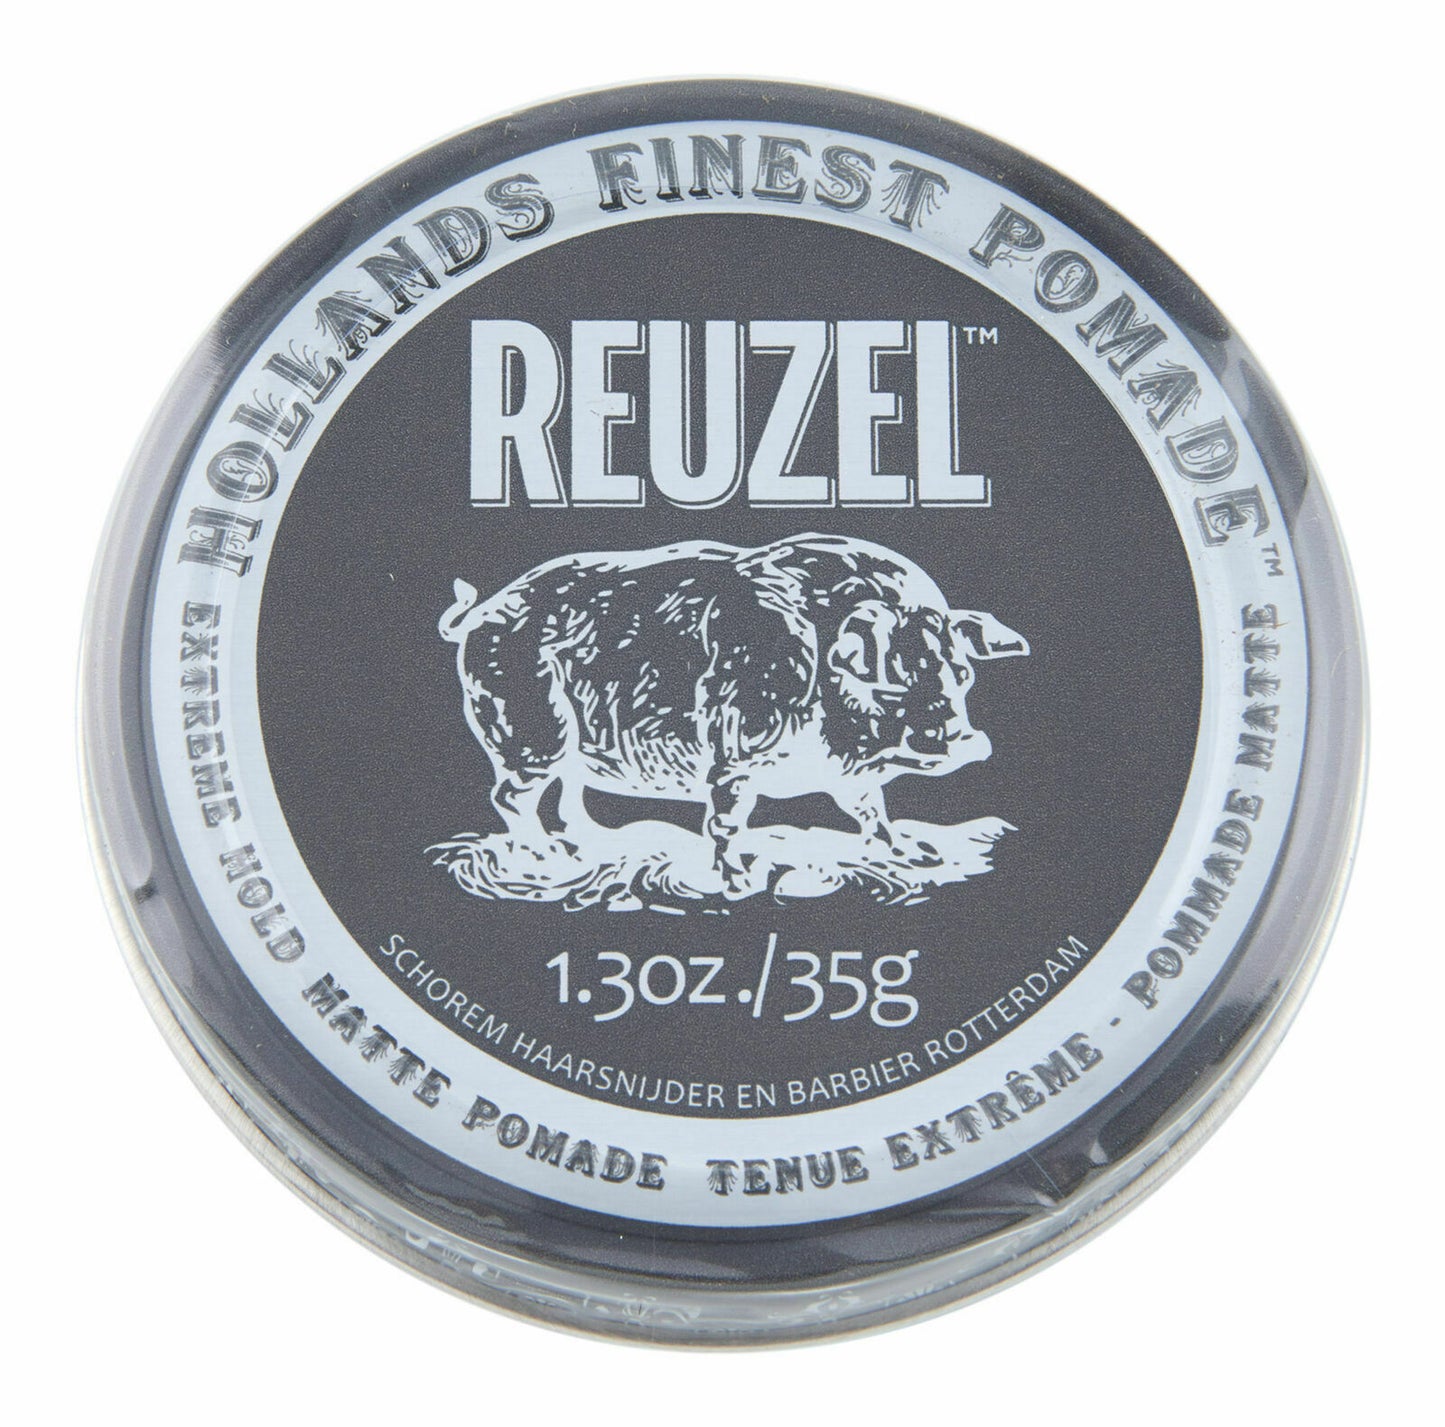 HOLLANDS FINEST POMADE™
REUZEL™
1.3oz./35g
SCHOREM HAARSNIJDER EN BARBIER ROTTERDAM
EXTREME HOLD MATTE POMADE
TENUE EXTRÊME - POMMADE MATTE